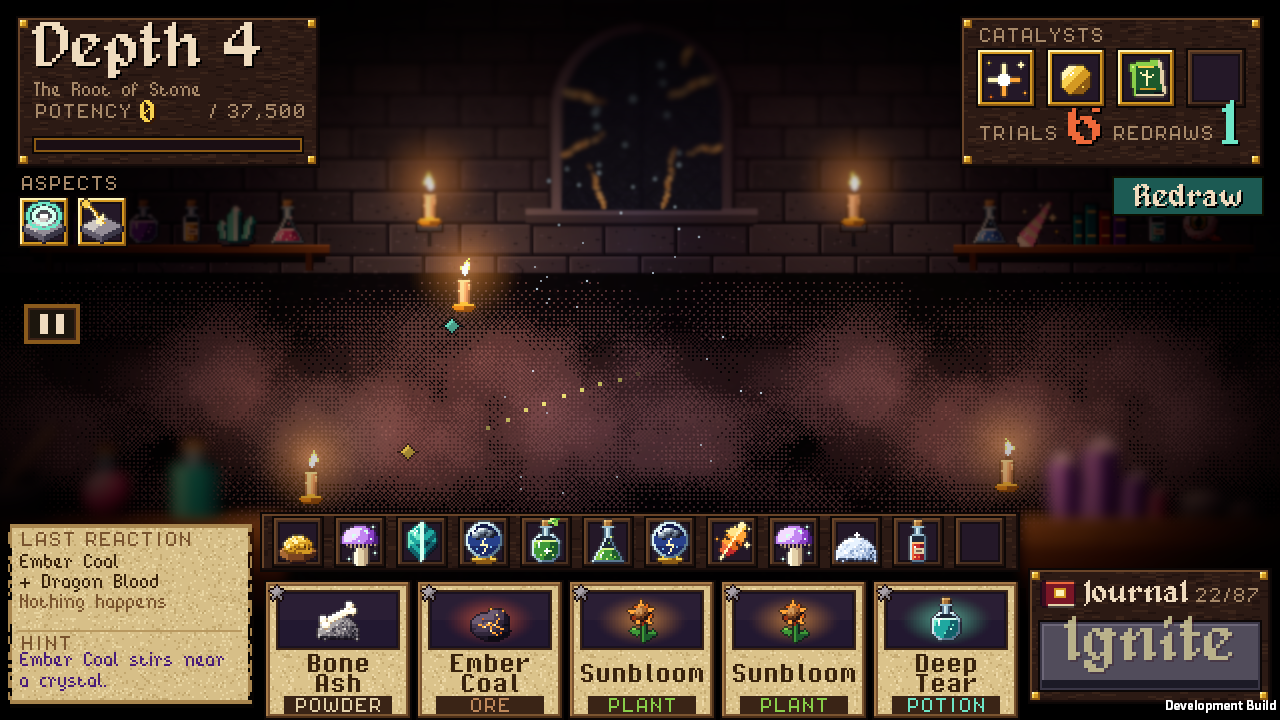 Depth 4
The Root of Stone
POTENCY 0 / 37,500
ASPECTS
CATALYSTS
TRIALS 6 REDRAWS 1
Redraw
LAST REACTION
Ember Coal
+ Dragon Blood
Nothing happens
HINT
Ember Coal stirs near
a crystal.
Bone
Ash
POWDER
Ember
Coal
ORE
Sunbloom
PLANT
Sunbloom
PLANT
Deep
Tear
POTION
Journal 22/87
Ignite
Development Build